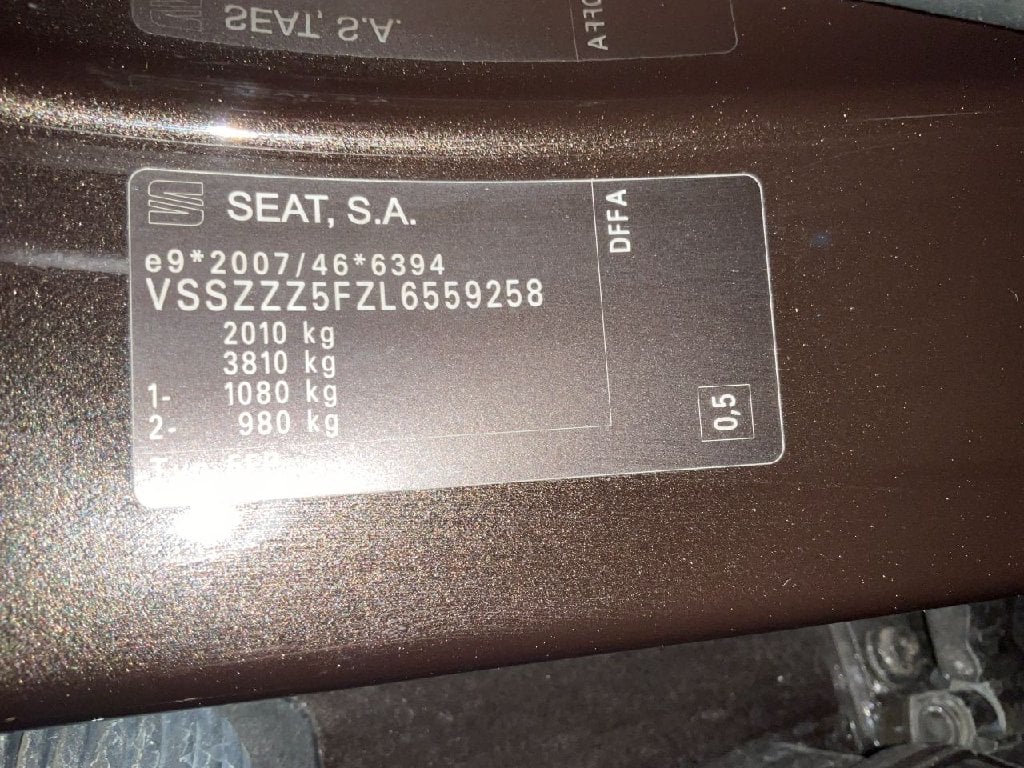 SEAT, S.A.
SEAT, S.A.
e9*2007/46*6394
VSSZZZ5FZL6559258
2010 kg
3810 kg
1- 1080 kg
2- 980 kg
DFFA
0,5